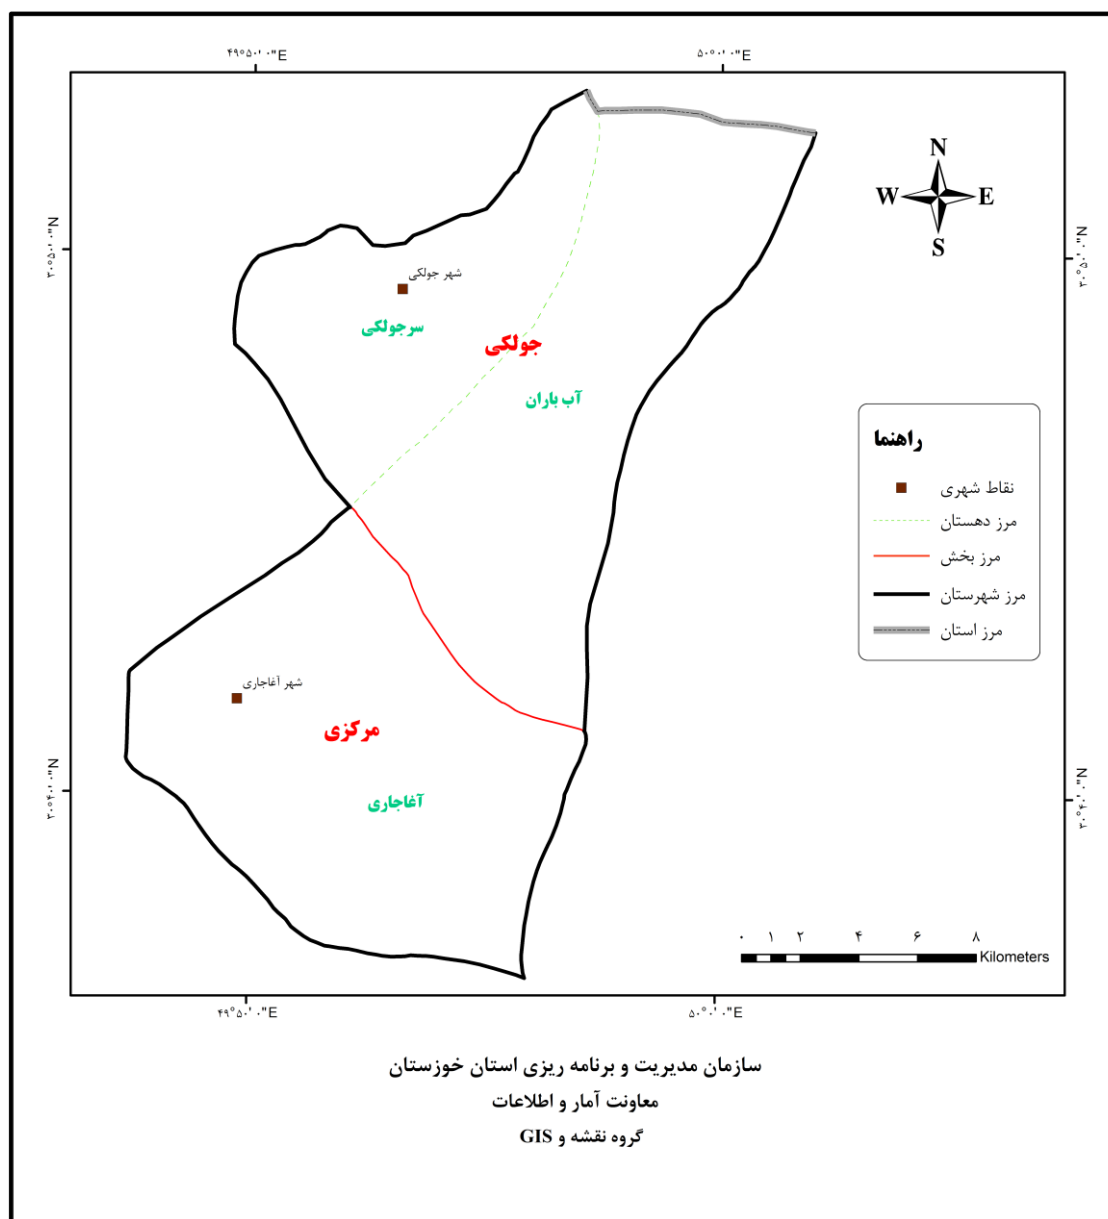 ۴۹°۵۰'۰"E
۵۰°۰'۰"E
N
W E
S
۳۰°۵۰'۰"N
۳۰°۵۰'۰"N
شهر جولکی
سرجولکی
جولکی
آب باران
راهنما
نقاط شهری
مرز دهستان
مرز بخش
مرز شهرستان
مرز استان
شهر آغاجاری
مرکزی
آغاجاری
۳۰°۴۰'۰"N
۳۰°۴۰'۰"N
۰ ۱ ۲ ۴ ۶ ۸
Kilometers
۴۹°۵۰'۰"E
۵۰°۰'۰"E
سازمان مدیریت و برنامه ریزی استان خوزستان
معاونت آمار و اطلاعات
گروه نقشه و GIS